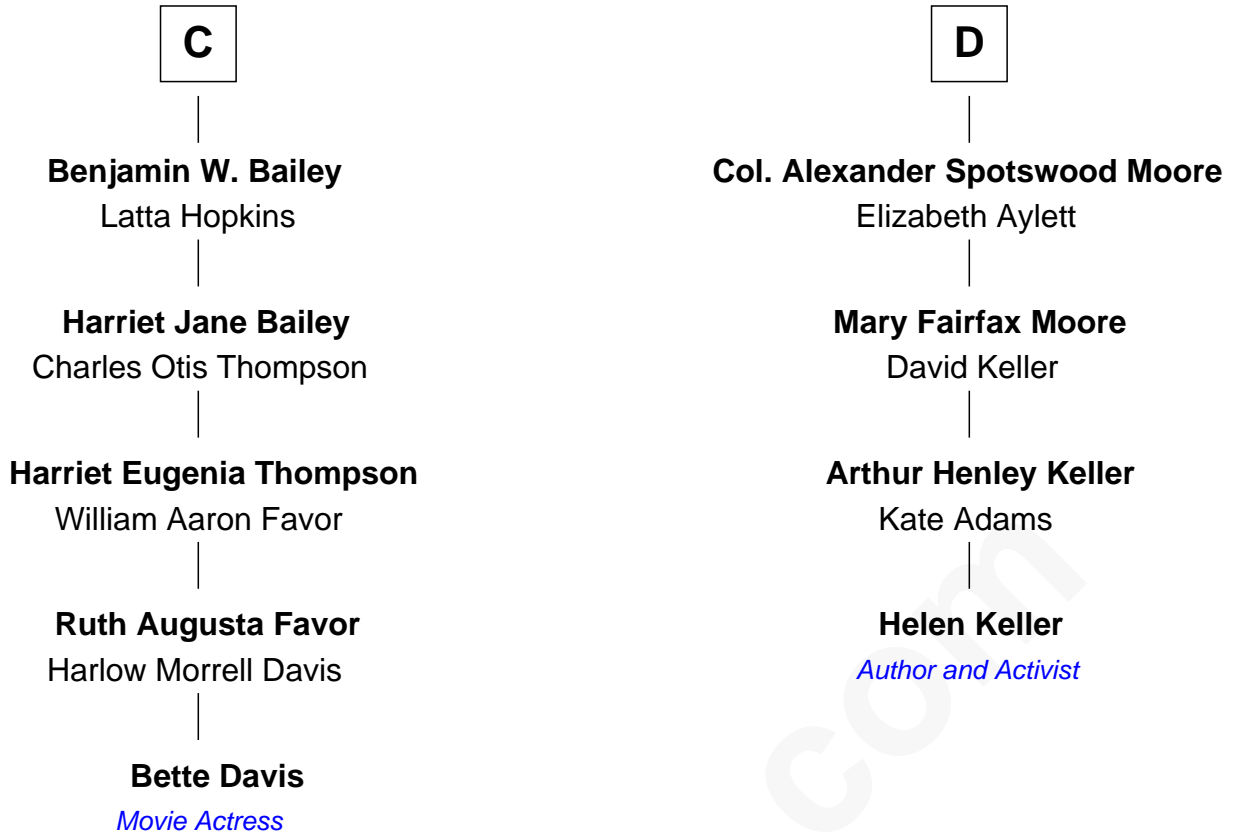 C
Benjamin W. Bailey
Latta Hopkins
Harriet Jane Bailey
Charles Otis Thompson
Harriet Eugenia Thompson
William Aaron Favor
Ruth Augusta Favor
Harlow Morrell Davis
Bette Davis
Movie Actress
D
Col. Alexander Spotswood Moore
Elizabeth Aylett
Mary Fairfax Moore
David Keller
Arthur Henley Keller
Kate Adams
Helen Keller
Author and Activist
com